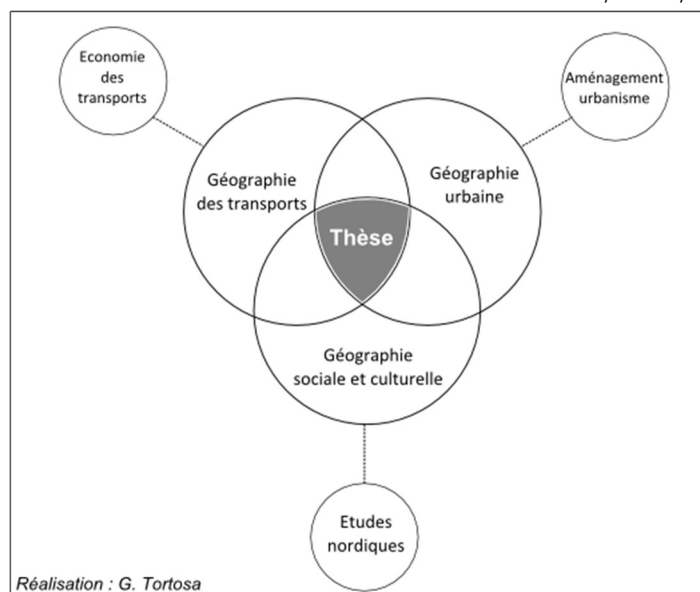 Economie
des
transports
Aménagement
urbanisme
Géographie
des transports
Géographie
urbaine
Thèse
Géographie
sociale et culturelle
Etudes
nordiques
Réalisation : G. Tortosa